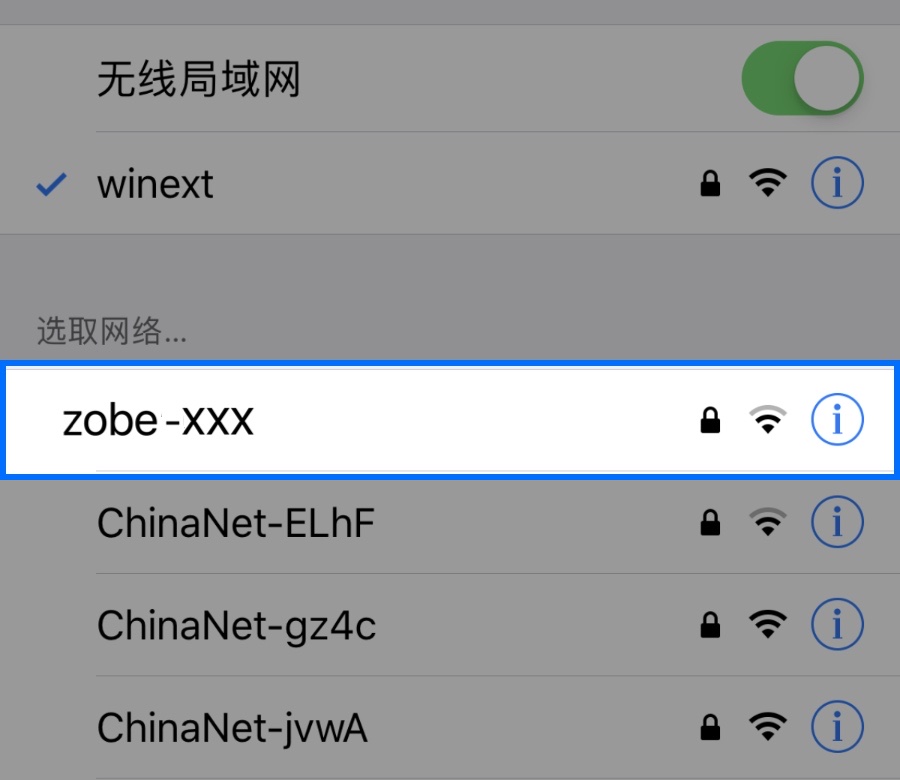 无线局域网
winext
选取网络...
zobe-XXX
ChinaNet-ELhF
ChinaNet-gz4c
ChinaNet-jvwA